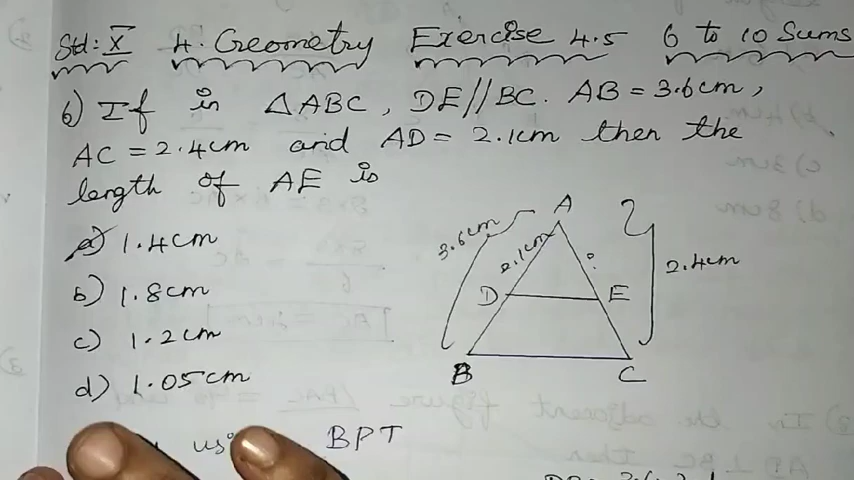 Std: X 4. Geometry Exercise 4.5 6 to 10 Sums
6) If in △ABC, DE//BC. AB = 3.6cm,
AC = 2.4cm and AD = 2.1cm then the
length of AE is
a) 1.4cm
b) 1.8cm
c) 1.2cm
d) 1.05cm
A
3.6cm
2.1cm
?
2.4cm
D
E
B
C
BPT